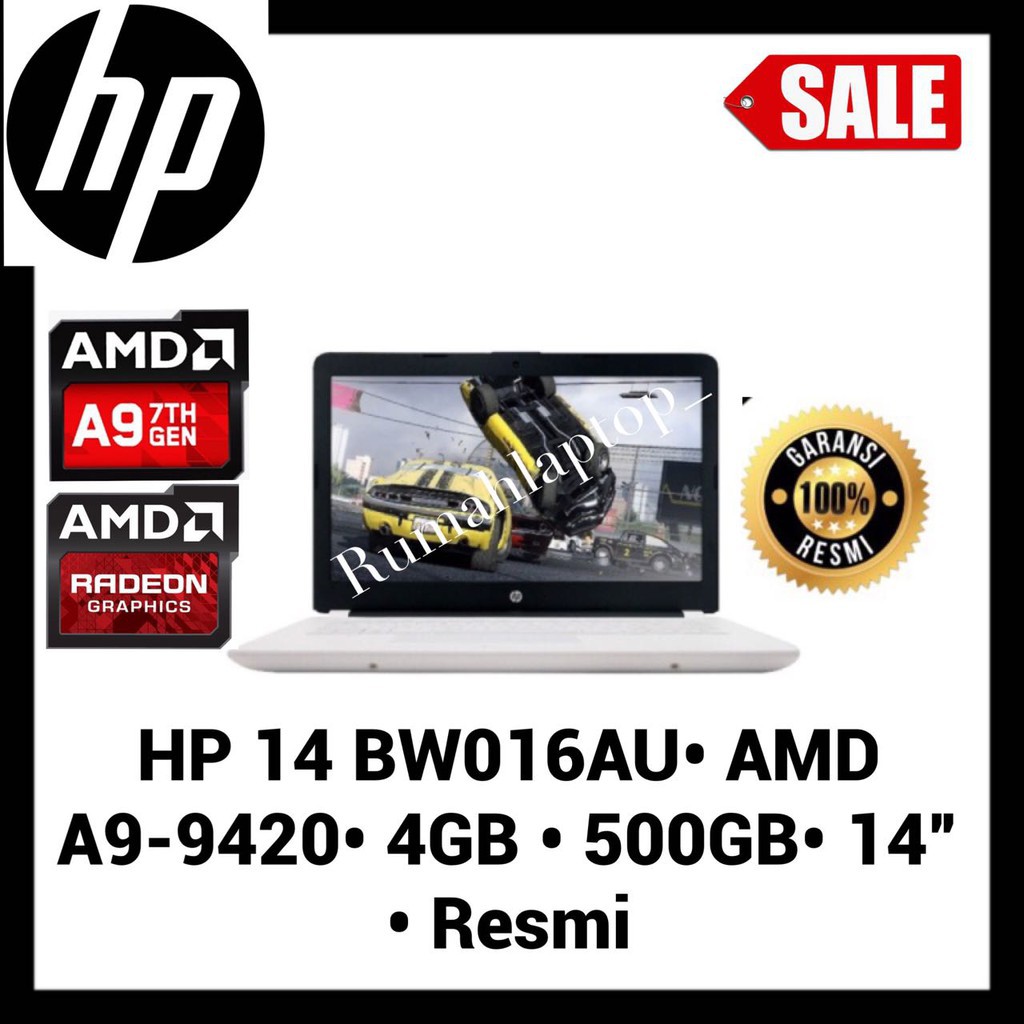 hp
SALE
AMD
A9 7TH
GEN
AMD
RADEON
GRAPHICS
Rumahlaptop_
GARANSI
100%
RESMI
hp
HP 14 BW016AU• AMD
A9-9420• 4GB • 500GB• 14”
• Resmi